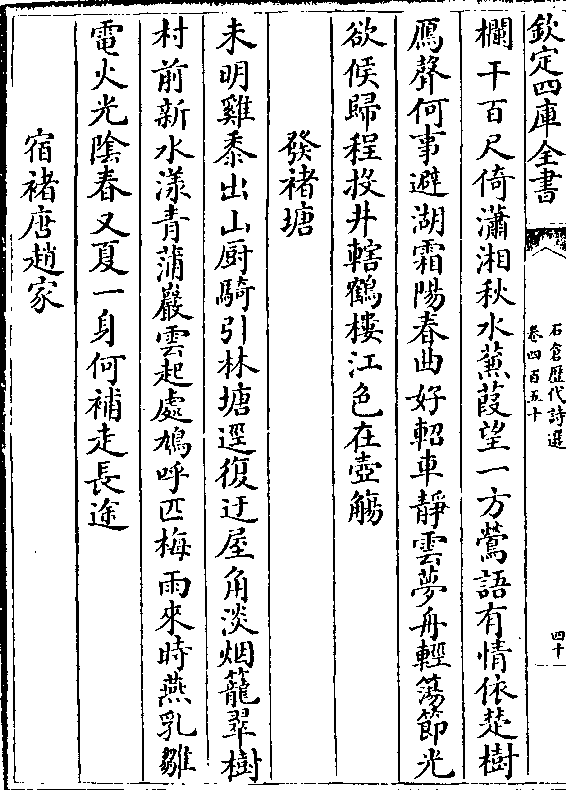 欽定四庫全書
石倉歷代詩選
卷四百五十
四十
欄干百尺倚瀟湘秋水蒹葭望一方鶯語有情依楚樹
鴈聲何事避湖霜陽春曲好軺車靜雲夢舟輕蕩節光
欲俟歸程投井轄鶴樓江色在壺觴
發褚塘
未明雞黍出山厨騎引林塘逕復迂屋角淡烟籠翠樹
村前新水漾青蒲巖雲起處鳩呼匹梅雨來時燕乳雛
電火光隂春又夏一身何補走長途
宿褚唐趙家